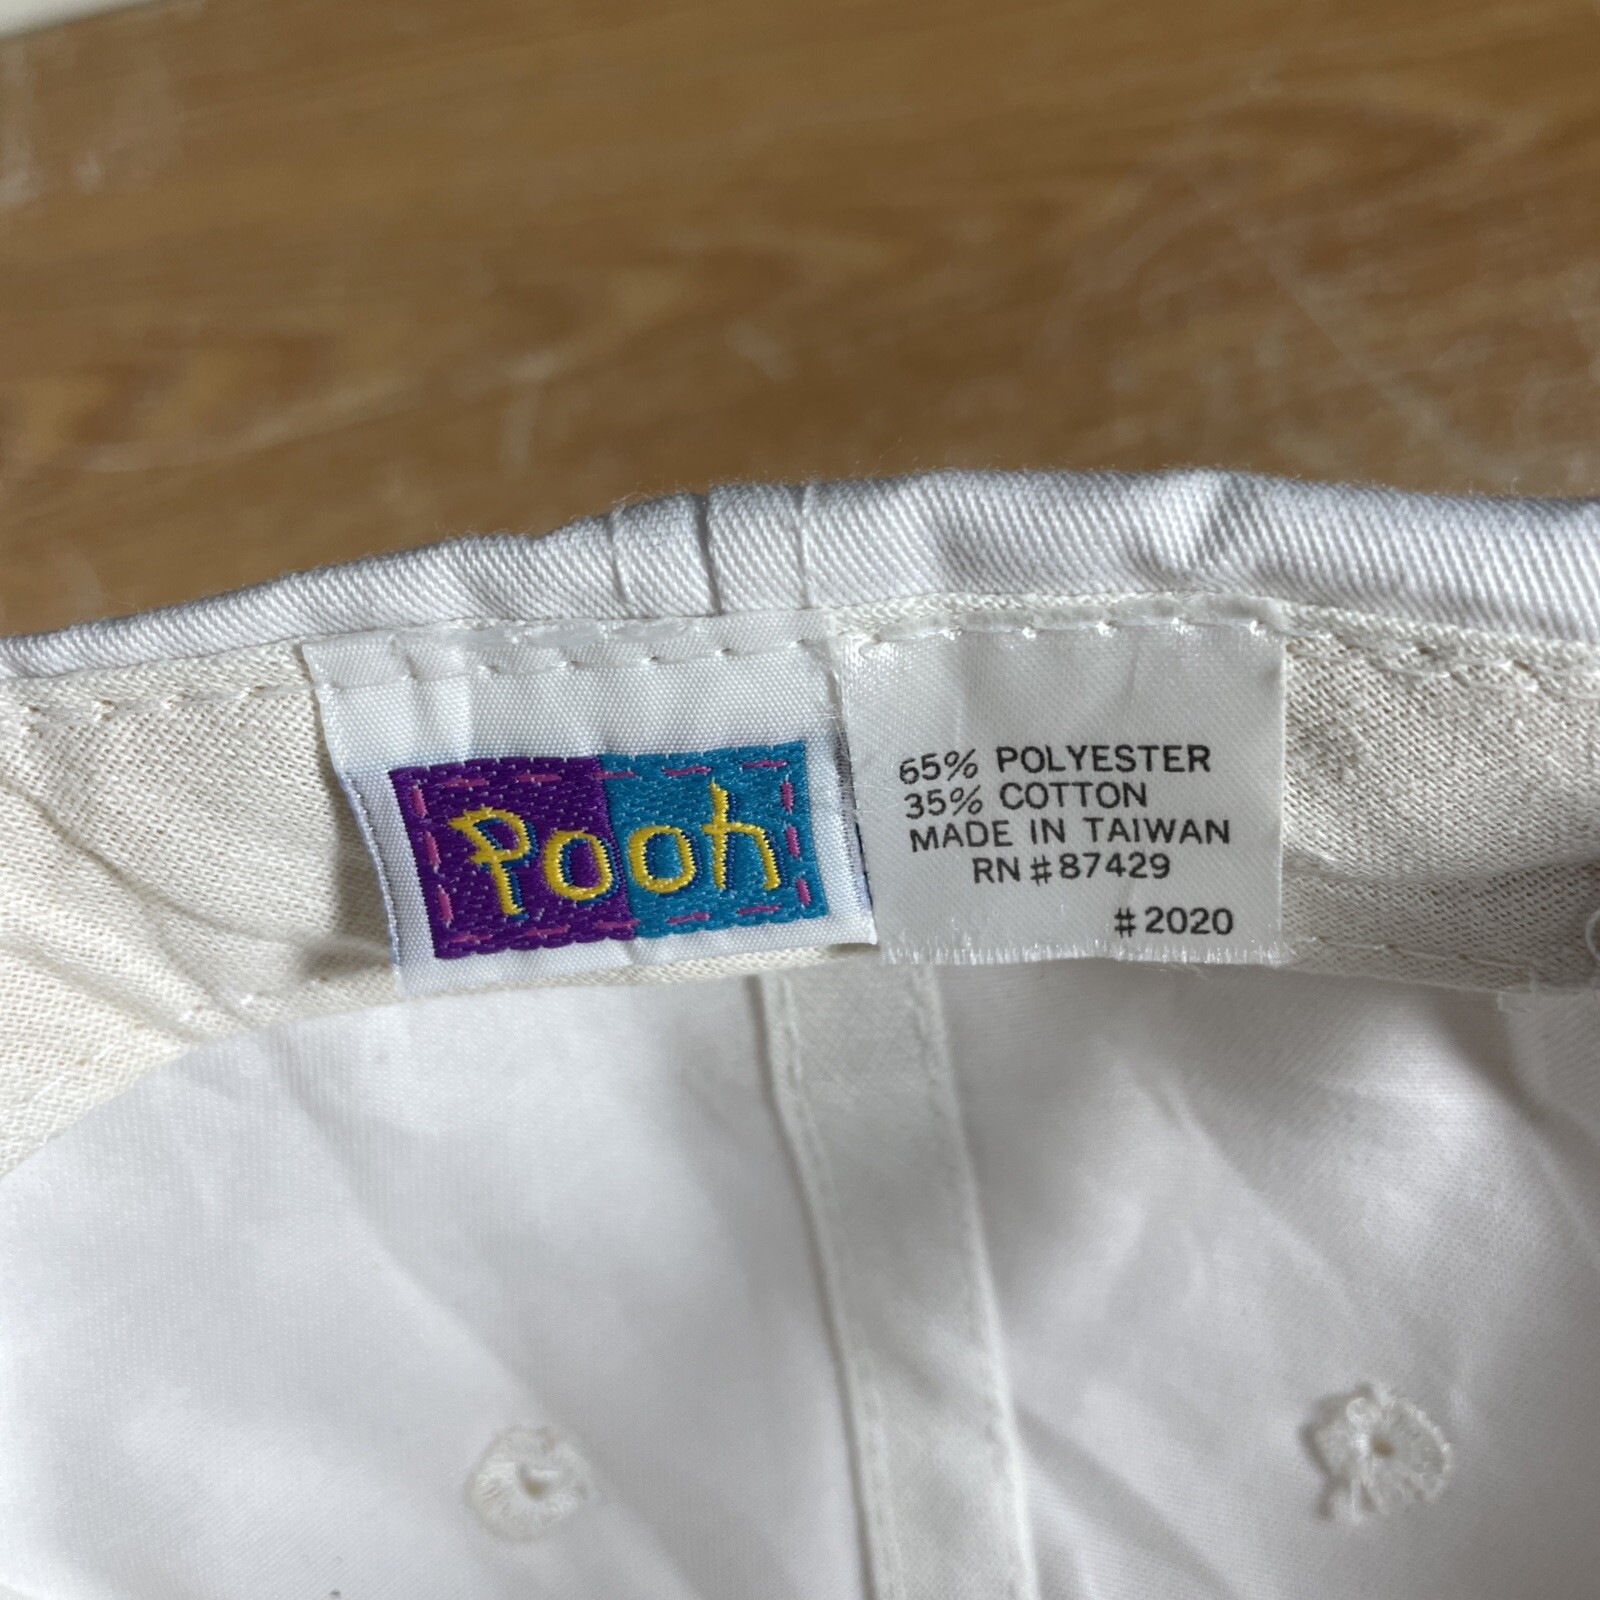 Pooh
65% POLYESTER
35% COTTON
MADE IN TAIWAN
RN#87429
#2020